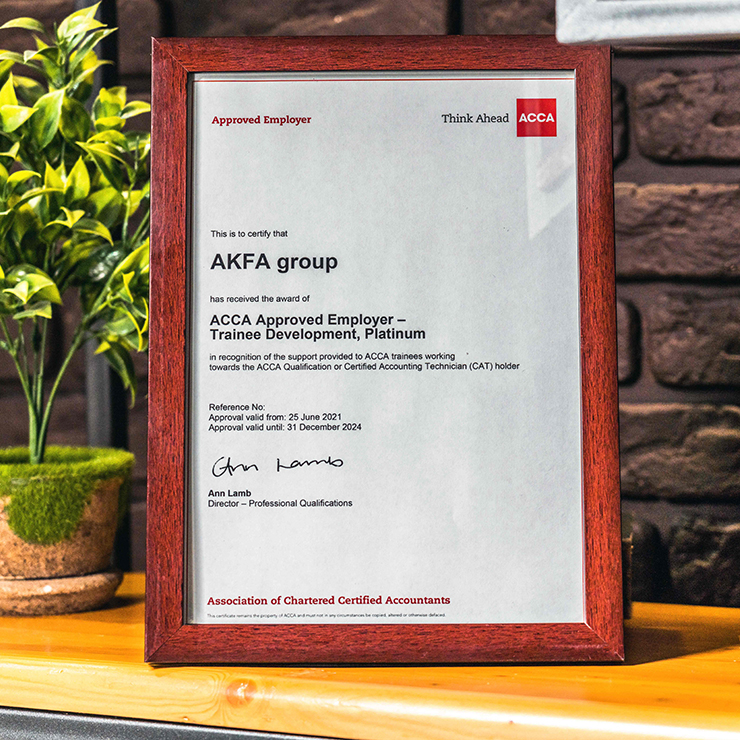 Approved Employer
Think Ahead ACCA
This is to certify that
AKFA group
has received the award of
ACCA Approved Employer –
Trainee Development, Platinum
in recognition of the support provided to ACCA trainees working
towards the ACCA Qualification or Certified Accounting Technician (CAT) holder
Reference No:
Approval valid from: 25 June 2021
Approval valid until: 31 December 2024
Ann Lamb
Ann Lamb
Director – Professional Qualifications
Association of Chartered Certified Accountants
This certificate remains the property of ACCA and must not in any circumstances be copied, altered or otherwise defaced.